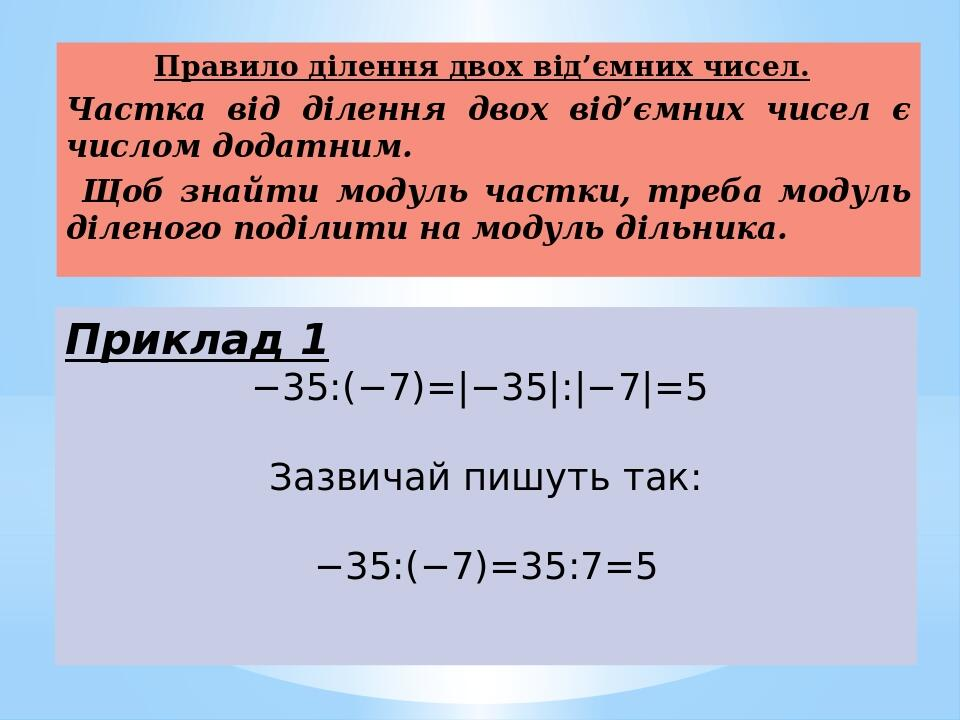 Правило ділення двох від’ємних чисел.
Частка від ділення двох від’ємних чисел є
числом додатним.
Щоб знайти модуль частки, треба модуль
діленого поділити на модуль дільника.
Приклад 1
−35:(−7)=|−35|:|−7|=5
Зазвичай пишуть так:
−35:(−7)=35:7=5